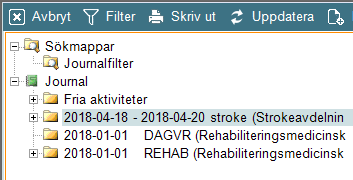 Avbryt Filter Skriv ut Uppdatera
Sökmappar
Journalfilter
Journal
Fria aktiviteter
2018-04-18 - 2018-04-20 stroke (Strokeavdelnin
2018-01-01 DAGVR (Rehabiliteringsmedicinsk
2018-01-01 REHAB (Rehabiliteringsmedicinsk